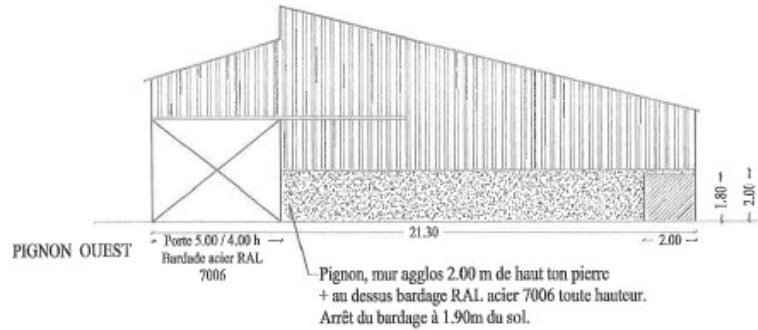 1.80
2.00
21.30
2.00
PIGNON OUEST
Porte 5.00 / 4.00 h
Bardade acier RAL
7006
Pignon, mur agglos 2.00 m de haut ton pierre
+ au dessus bardage RAL acier 7006 toute hauteur.
Arrêt du bardage à 1.90m du sol.